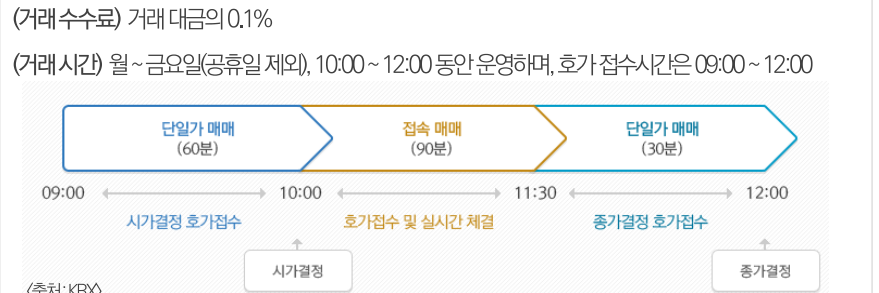 (거래 수수료) 거래 대금의 0.1%
(거래 시간) 월 ~ 금요일(공휴일 제외), 10:00 ~ 12:00 동안 운영하며, 호가 접수시간은 09:00 ~ 12:00
단일가 매매 접속 매매 단일가 매매
(60분) (90분) (30분)
09:00 10:00 11:30 12:00
시가결정 호가접수 호가접수 및 실시간 체결 종가결정 호가접수
시가결정 종가결정
(출처: KRX)